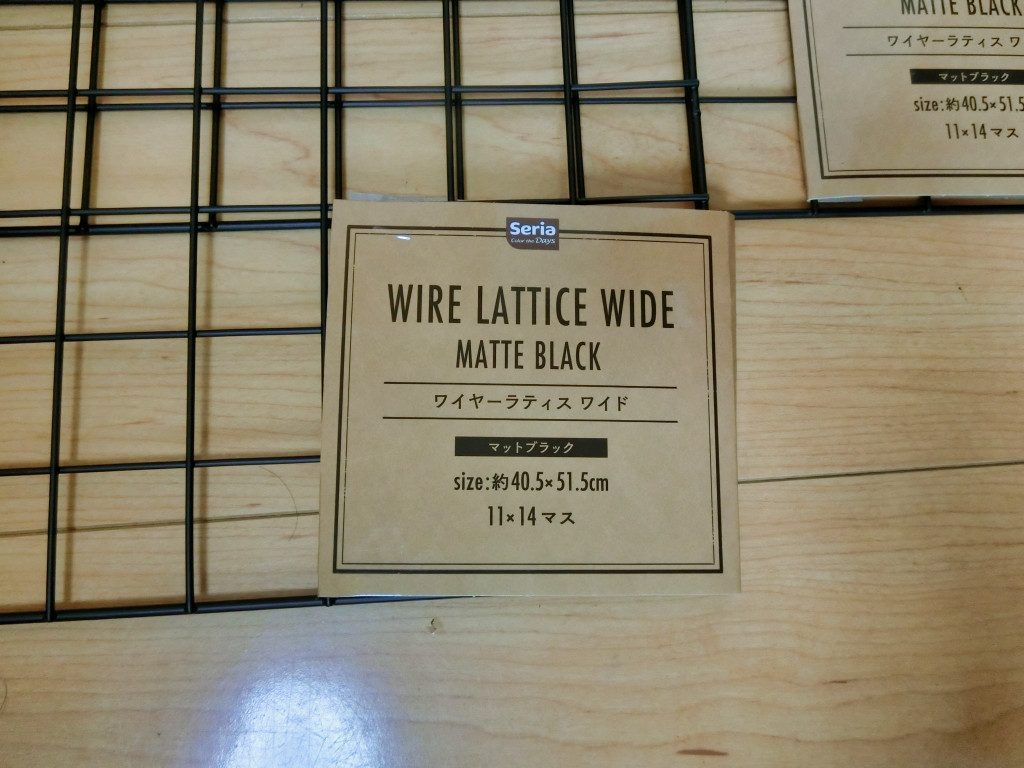 Seria
Color the Days
WIRE LATTICE WIDE
MATTE BLACK
ワイヤーラティス ワイド
マットブラック
size:約40.5×51.5cm
11×14マス
MATTE BLACK
ワイヤーラティス ワ
マットブラック
size:約40.5×51.5
11×14マス